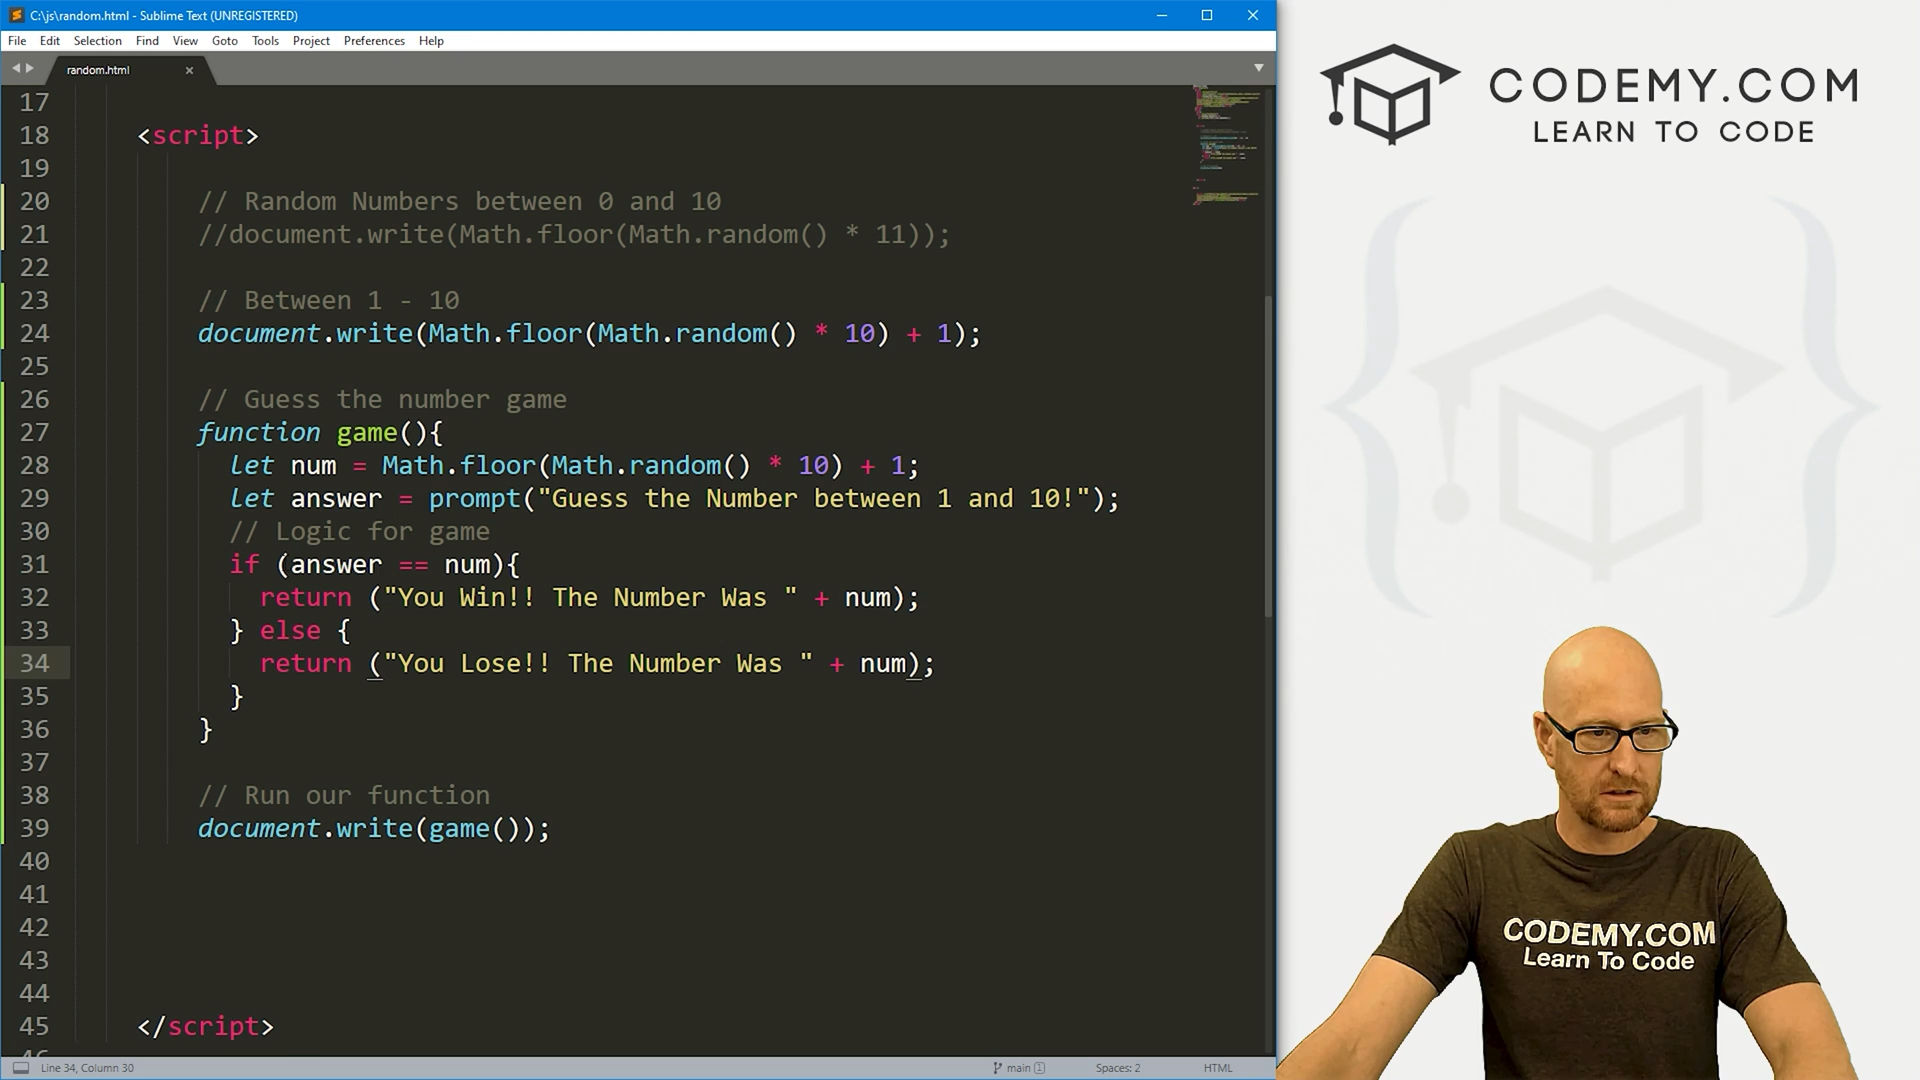 C:\js\random.html - Sublime Text (UNREGISTERED)
File Edit Selection Find View Goto Tools Project Preferences Help
random.html
17
18 <script>
19
20 // Random Numbers between 0 and 10
21 //document.write(Math.floor(Math.random() * 11));
22
23 // Between 1 - 10
24 document.write(Math.floor(Math.random() * 10) + 1);
25
26 // Guess the number game
27 function game(){
28 let num = Math.floor(Math.random() * 10) + 1;
29 let answer = prompt("Guess the Number between 1 and 10!");
30 // Logic for game
31 if (answer == num){
32 return ("You Win!! The Number Was " + num);
33 } else {
34 return ("You Lose!! The Number Was " + num);
35 }
36 }
37
38 // Run our function
39 document.write(game());
40
41
42
43
44
45 </script>
Line 34, Column 30 main 1 Spaces: 2 HTML
CODEMY.COM
LEARN TO CODE
CODEMY.COM
Learn To Code